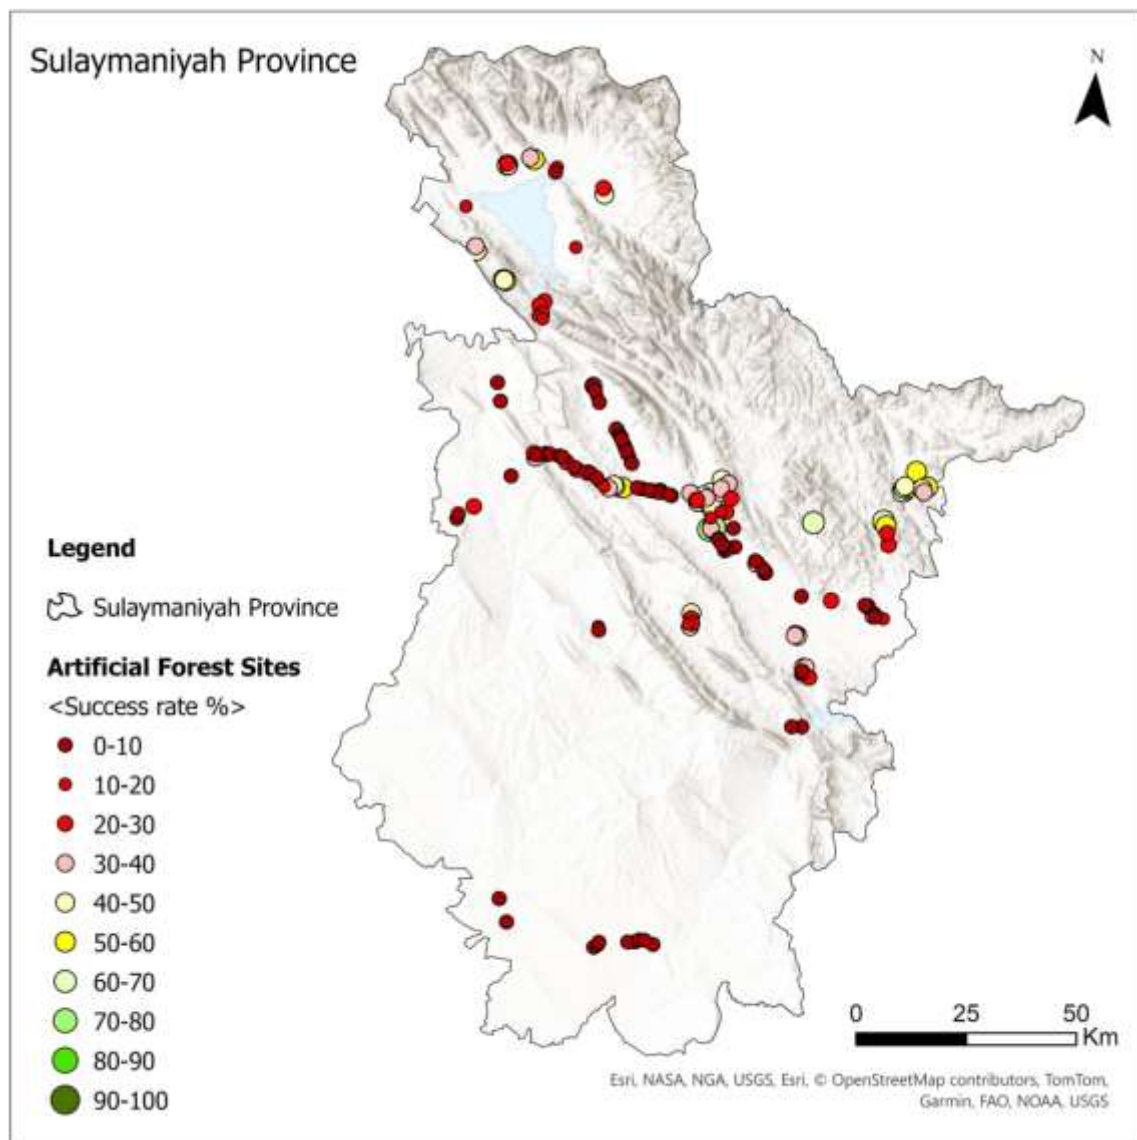 Sulaymaniyah Province
N
Legend
Sulaymaniyah Province
Artificial Forest Sites
<Success rate %>
0-10
10-20
20-30
30-40
40-50
50-60
60-70
70-80
80-90
90-100
0 25 50
Km
Esri, NASA, NGA, USGS, Esri, © OpenStreetMap contributors, TomTom,
Garmin, FAO, NOAA, USGS